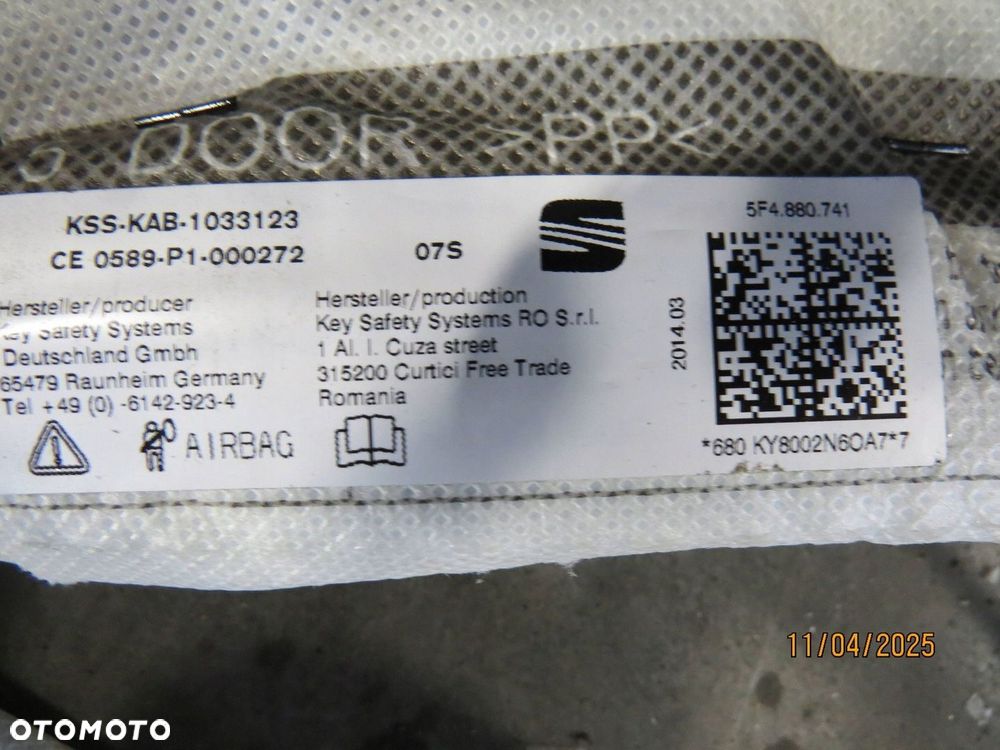 DOOR >PP<
KSS-KAB-1033123
CE 0589-P1-000272
07S
5F4.880.741
2014.03
Hersteller/producer
Key Safety Systems
Deutschland Gmbh
65479 Raunheim Germany
Tel +49 (0) -6142-923-4
Hersteller/production
Key Safety Systems RO S.r.l.
1 Al. I. Cuza street
315200 Curtici Free Trade
Romania
AIRBAG
*680 KY8002N6OA7*7
11/04/2025
OTOMOTO